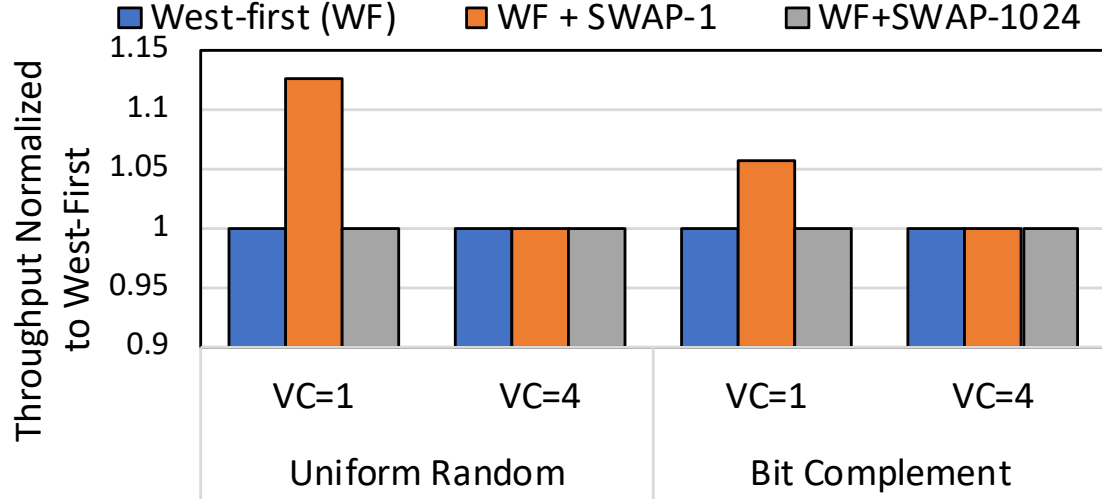 West-first (WF) WF + SWAP-1 WF+SWAP-1024
Throughput Normalized
to West-First
1.15
1.1
1.05
1
0.95
0.9
VC=1 VC=4 VC=1 VC=4
Uniform Random Bit Complement